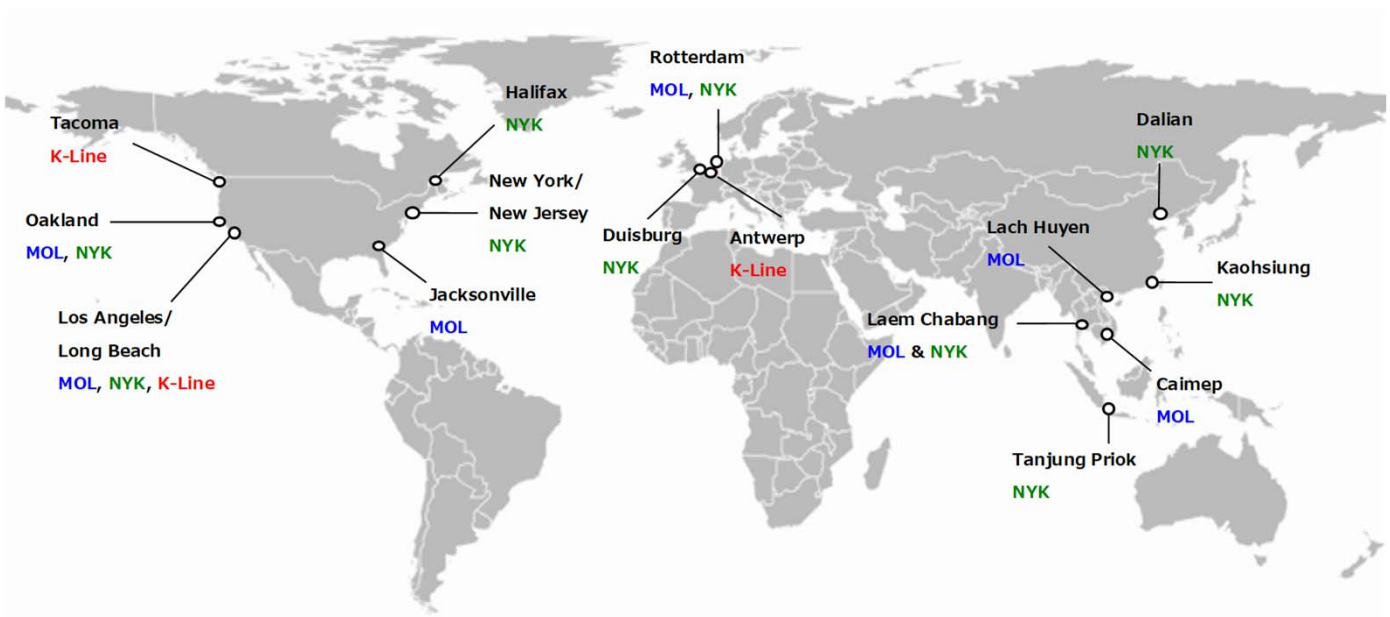 Rotterdam
MOL, NYK
Halifax
NYK
Tacoma
K-Line
Dalian
NYK
New York/
New Jersey
NYK
Oakland
MOL, NYK
Duisburg
NYK
Antwerp
K-Line
Lach Huyen
MOL
Kaohsiung
NYK
Jacksonville
MOL
Los Angeles/
Long Beach
MOL, NYK, K-Line
Laem Chabang
MOL & NYK
Caimep
MOL
Tanjung Priok
NYK